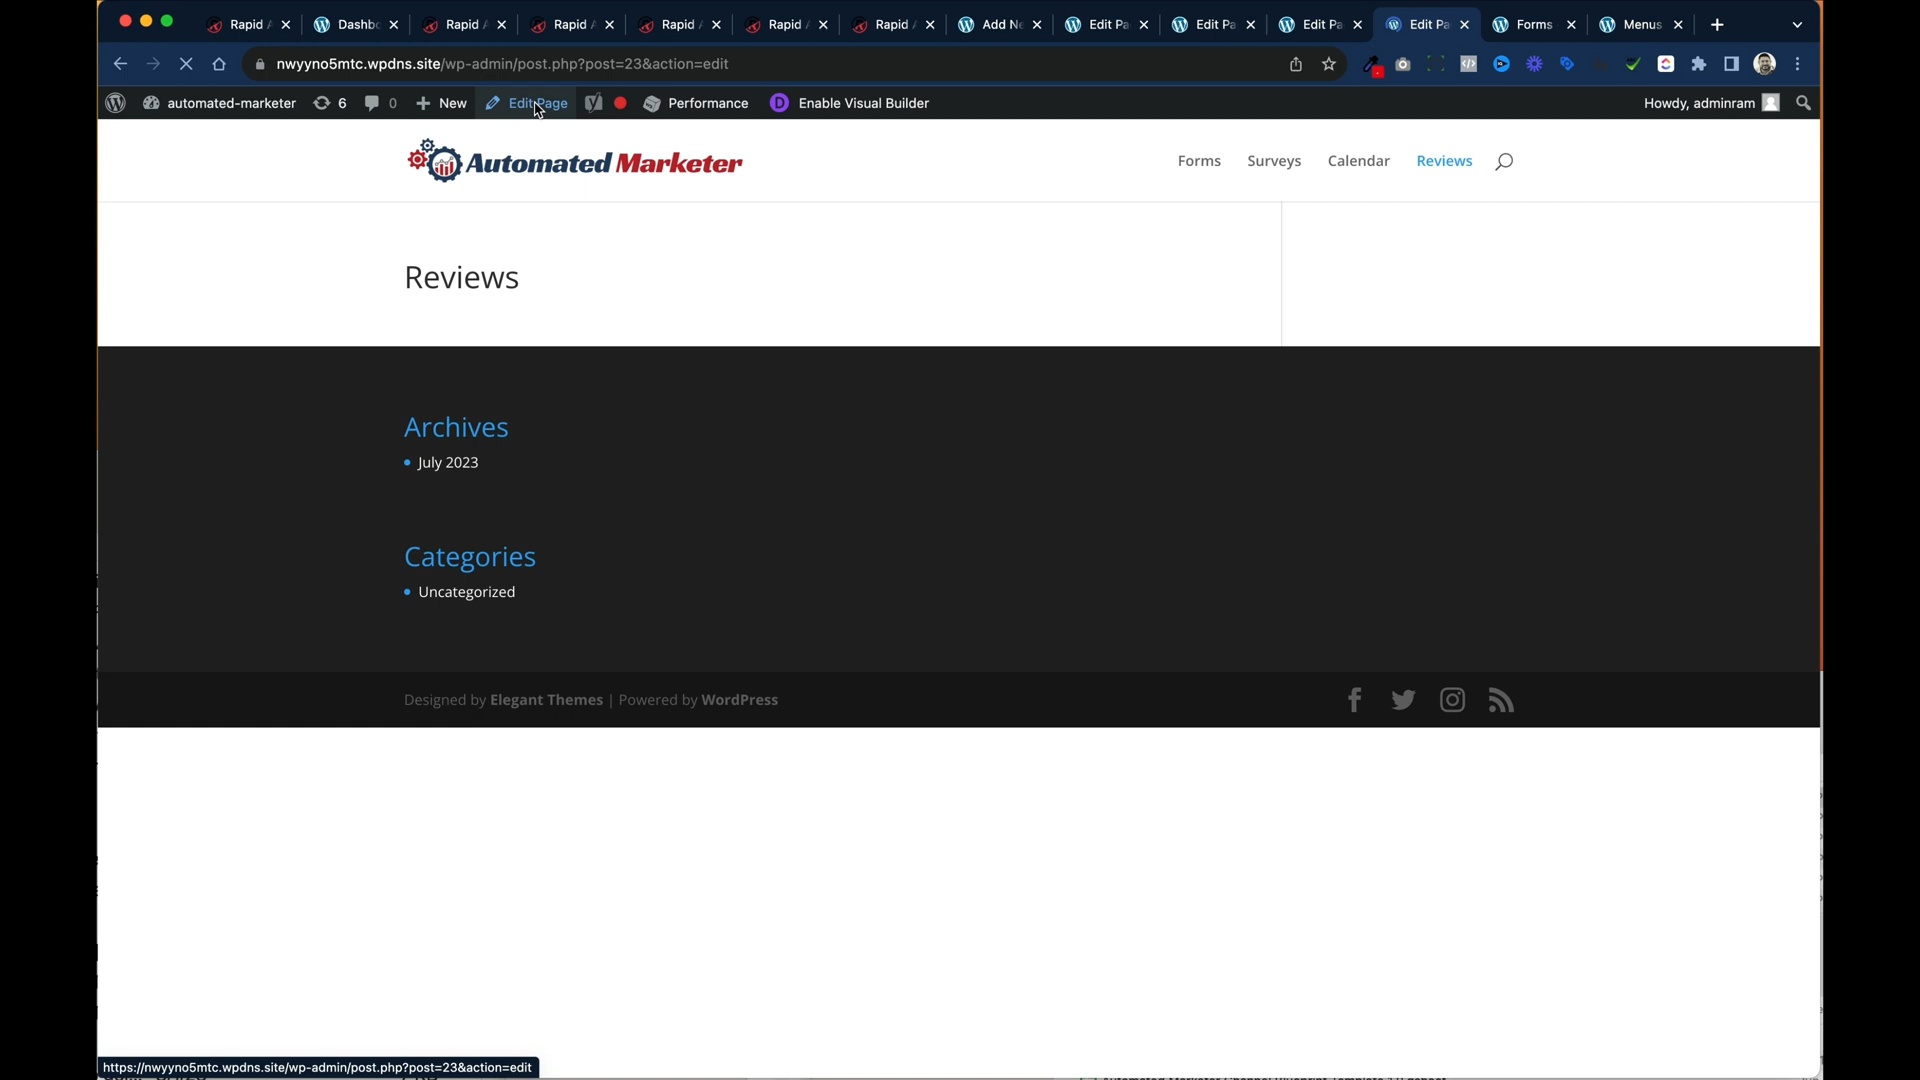 Rapid A
Dashbo
Rapid A
Rapid A
Rapid A
Rapid A
Rapid A
Add Ne
Edit Pa
Edit Pa
Edit Pa
Edit Pa
Forms
Menus
nwyyno5mtc.wpdns.site/wp-admin/post.php?post=23&action=edit
automated-marketer 6 0 New Edit Page Performance D Enable Visual Builder Howdy, adminram
Automated Marketer
Forms Surveys Calendar Reviews
Reviews
Archives
July 2023
Categories
Uncategorized
Designed by Elegant Themes | Powered by WordPress
https://nwyyno5mtc.wpdns.site/wp-admin/post.php?post=23&action=edit